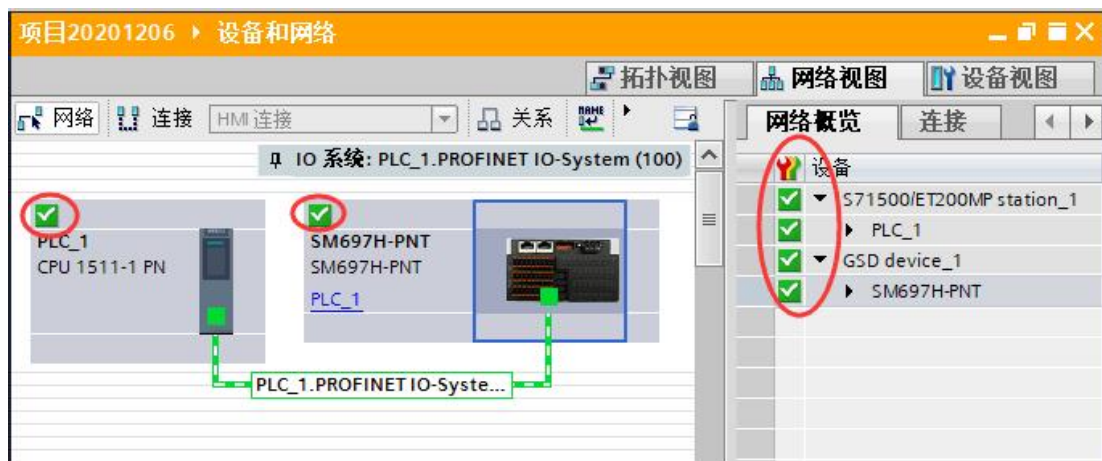 项目20201206 ▸ 设备和网络
拓扑视图 网络视图 设备视图
网络 连接 HMI 连接 关系 NAME
网络概览 连接
IO 系统: PLC_1.PROFINET IO-System (100)
设备
PLC_1
CPU 1511-1 PN
SM697H-PNT
SM697H-PNT
PLC_1
PLC_1.PROFINET IO-Syste...
S71500/ET200MP station_1
PLC_1
GSD device_1
SM697H-PNT